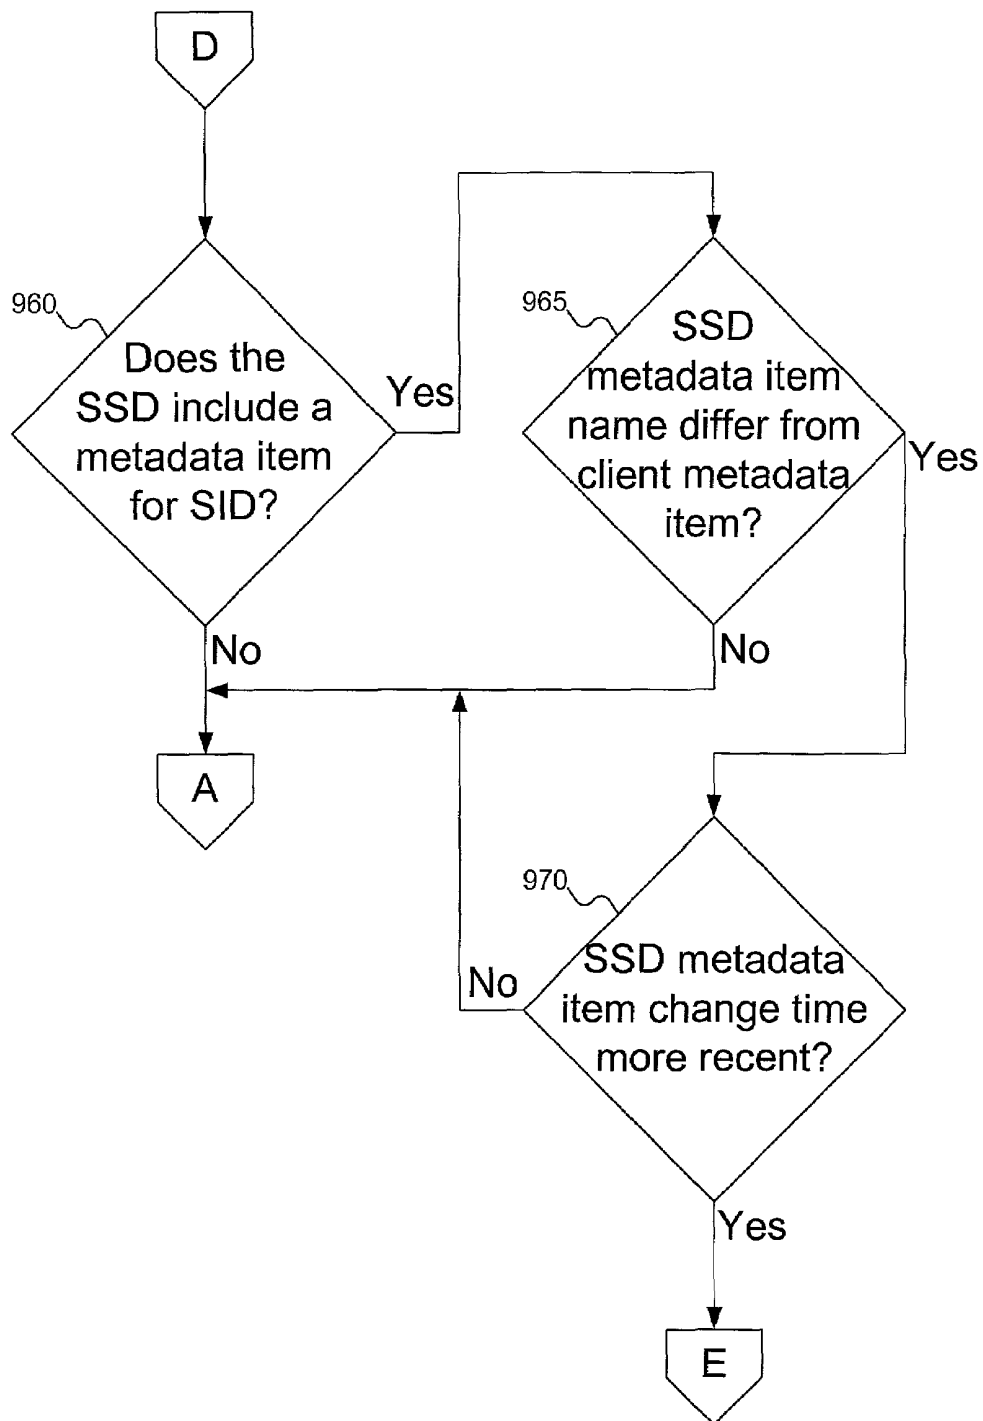 D
960
Does the
SSD include a
metadata item
for SID?
Yes
No
965
SSD
metadata item
name differ from
client metadata
item?
Yes
No
A
970
SSD metadata
item change time
more recent?
No
Yes
E